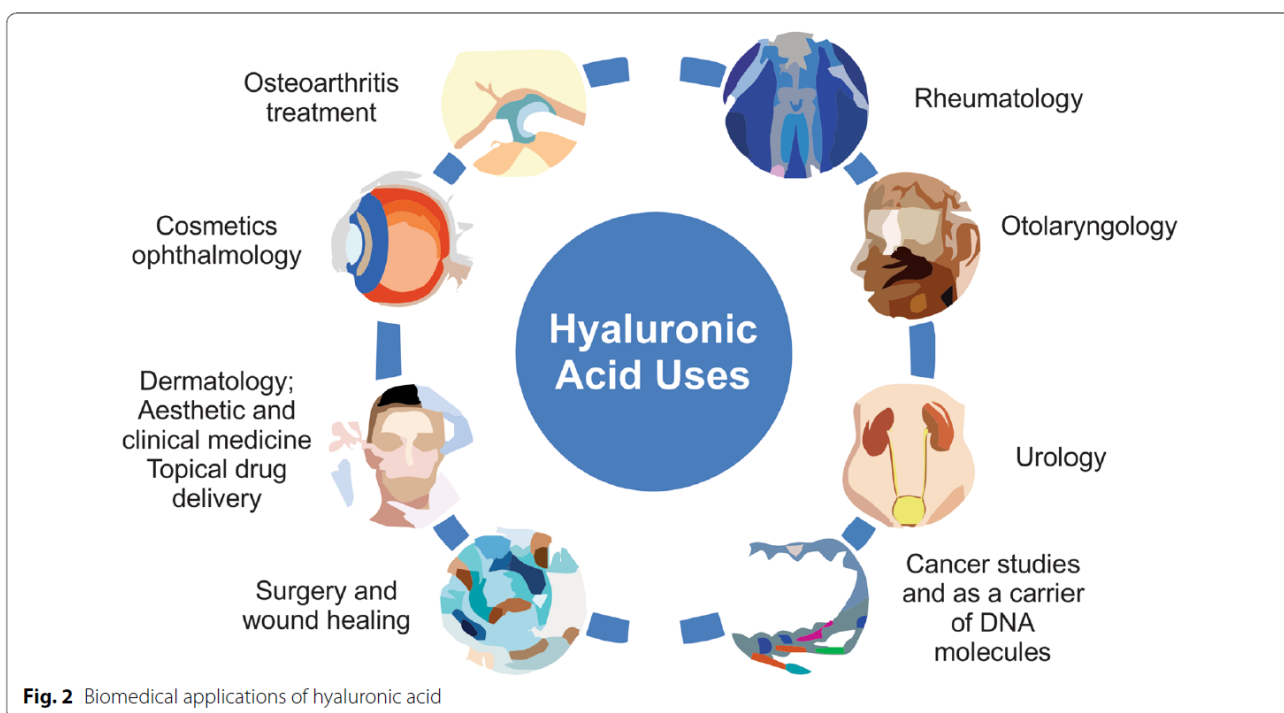 Osteoarthritis
treatment
Rheumatology
Cosmetics
ophthalmology
Otolaryngology
Hyaluronic
Acid Uses
Dermatology;
Aesthetic and
clinical medicine
Topical drug
delivery
Urology
Surgery and
wound healing
Cancer studies
and as a carrier
of DNA
molecules
Fig. 2 Biomedical applications of hyaluronic acid